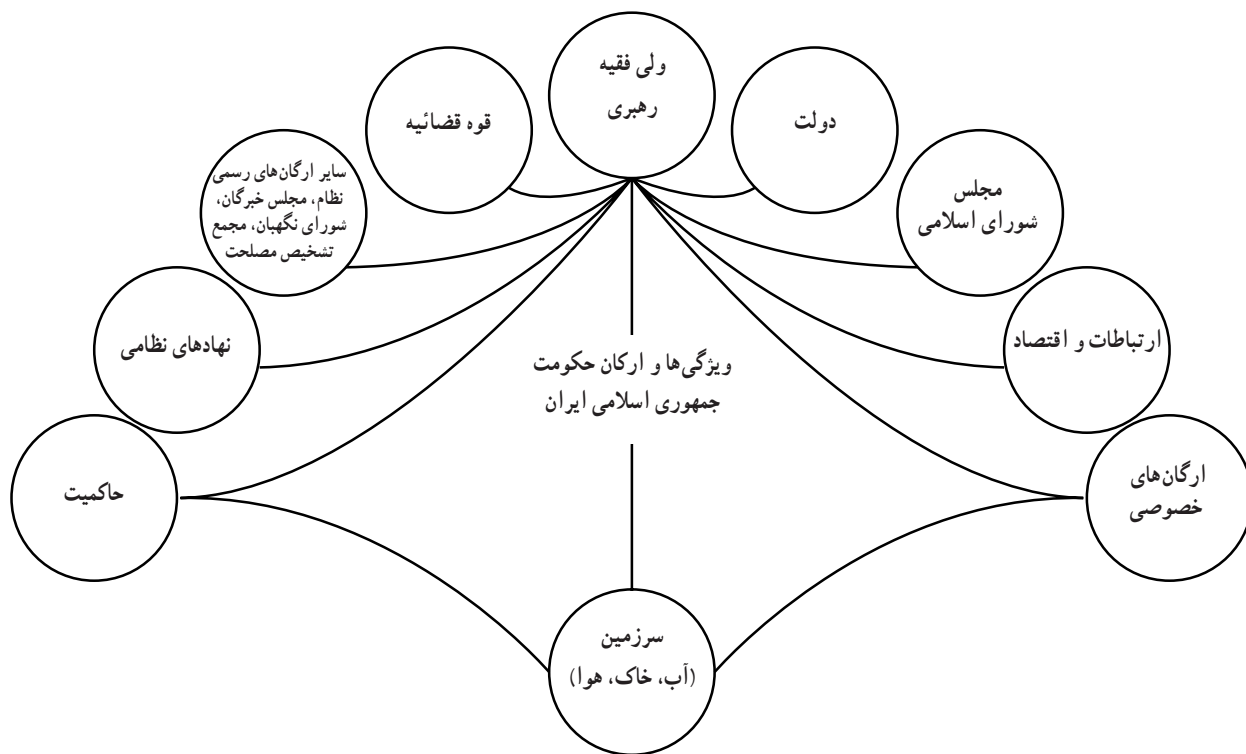 ولی فقیه
رهبری
دولت
قوه قضائیه
مجلس
شورای اسلامی
سایر ارگان‌های رسمی
نظام، مجلس خبرگان،
شورای نگهبان، مجمع
تشخیص مصلحت
ارتباطات و اقتصاد
نهادهای نظامی
ویژگی‌ها و ارکان حکومت
جمهوری اسلامی ایران
ارگان‌های
خصوصی
حاکمیت
سرزمین
(آب، خاک، هوا)